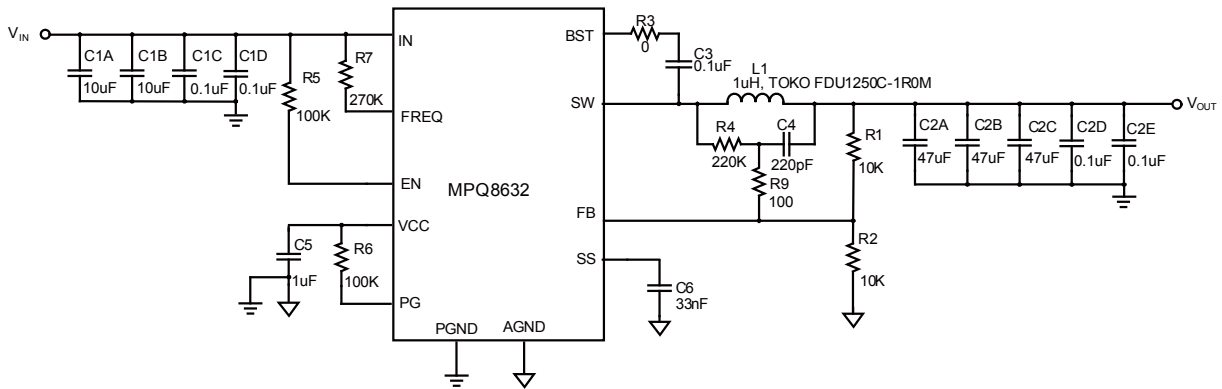 V_IN
C1A
10uF
C1B
10uF
C1C
0.1uF
C1D
0.1uF
R5
100K
R7
270K
IN
FREQ
EN
VCC
PG
C5
1uF
R6
100K
MPQ8632
PGND
AGND
BST
SW
FB
SS
R3
0
C3
0.1uF
L1
1uH, TOKO FDU1250C-1R0M
R4
220K
C4
220pF
R9
100
R1
10K
R2
10K
C6
33nF
C2A
47uF
C2B
47uF
C2C
47uF
C2D
0.1uF
C2E
0.1uF
V_OUT